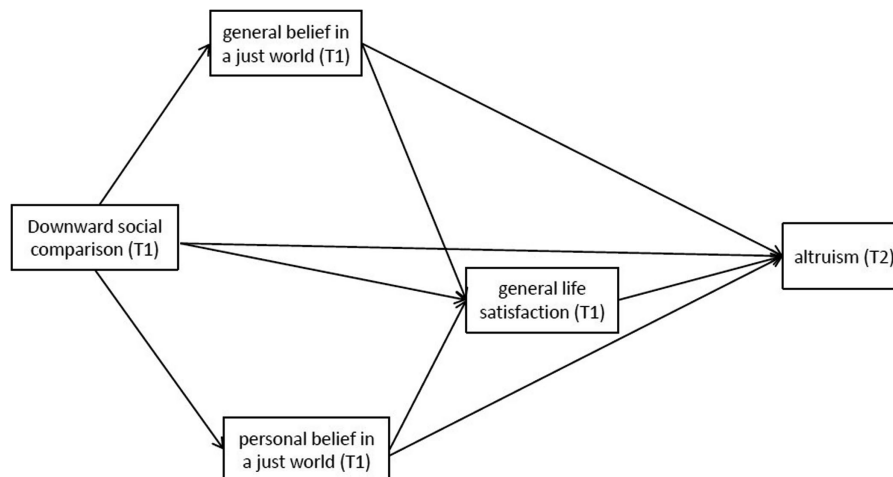 general belief in
a just world (T1)
Downward social
comparison (T1)
altruism (T2)
general life
satisfaction (T1)
personal belief in
a just world (T1)